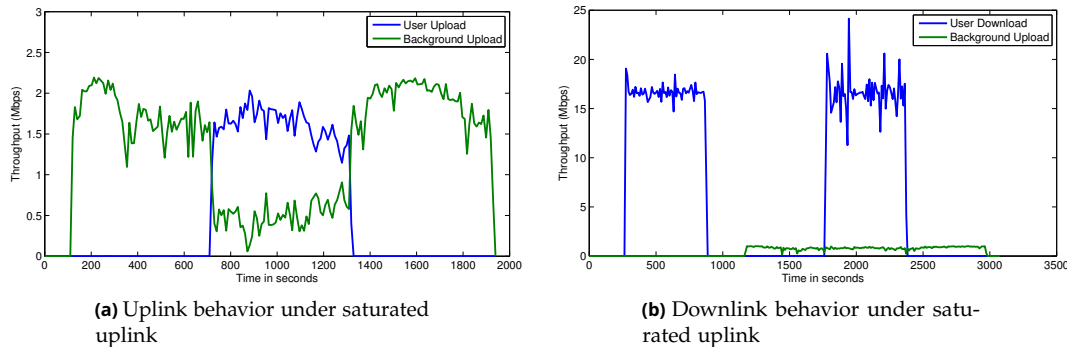 3
2.5
2
1.5
1
0.5
0
Throughput (Mbps)
User Upload
Background Upload
0 200 400 600 800 1000 1200 1400 1600 1800 2000
Time in seconds
(a) Uplink behavior under saturated
uplink
25
20
15
10
5
0
Throughput (Mbps)
User Download
Background Upload
0 500 1000 1500 2000 2500 3000 3500
Time in seconds
(b) Downlink behavior under satu-
rated uplink